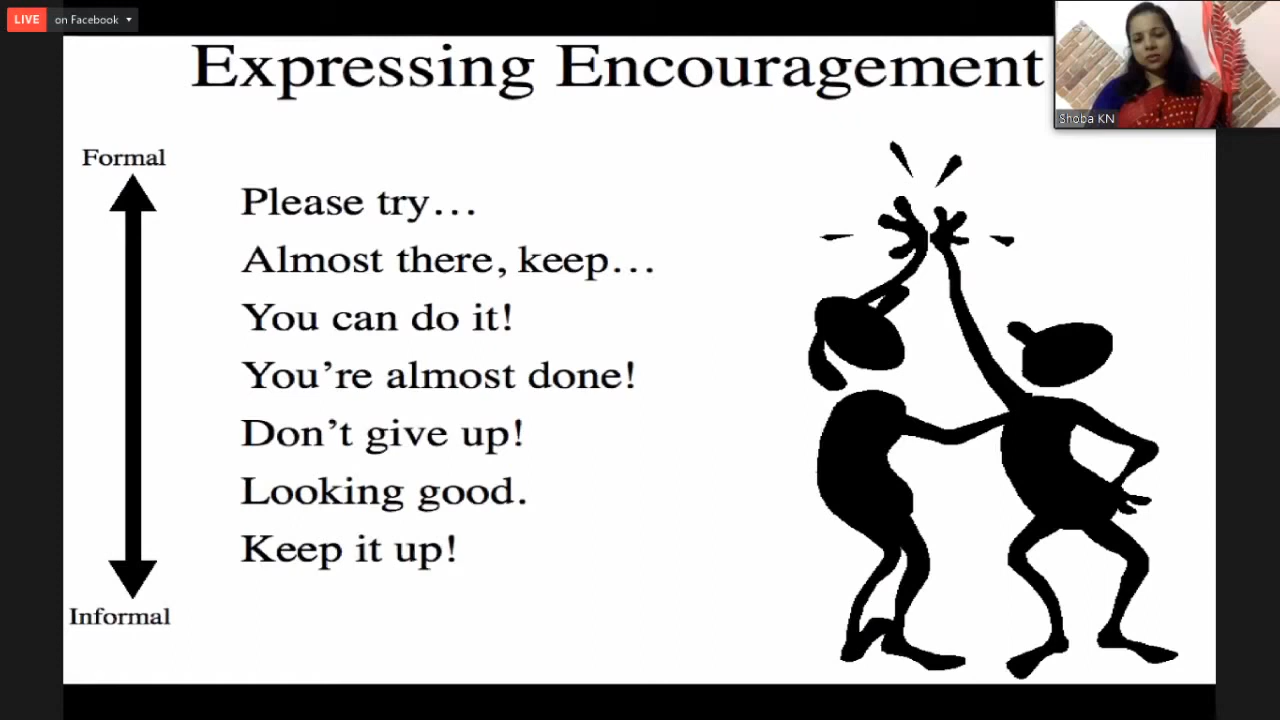 LIVE on Facebook
Expressing Encouragement
Shoba KN
Formal
Please try…
Almost there, keep…
You can do it!
You’re almost done!
Don’t give up!
Looking good.
Keep it up!
Informal